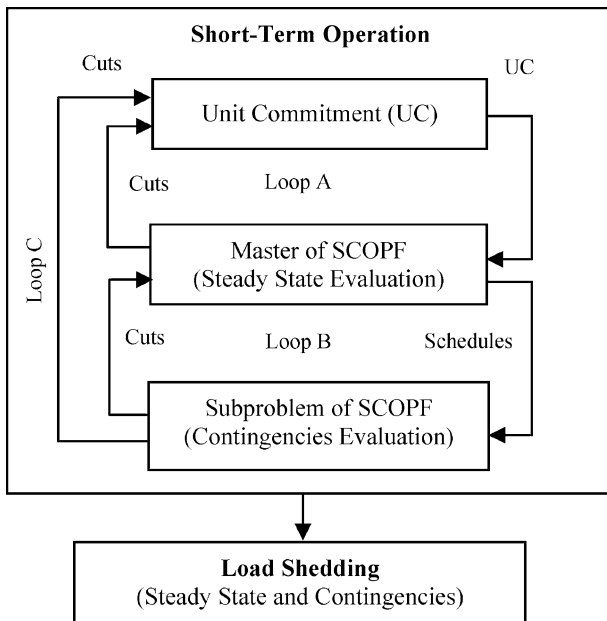 Short-Term Operation
Cuts
UC
Unit Commitment (UC)
Cuts
Loop A
Loop C
Master of SCOPF
(Steady State Evaluation)
Cuts
Loop B
Schedules
Subproblem of SCOPF
(Contingencies Evaluation)
Load Shedding
(Steady State and Contingencies)